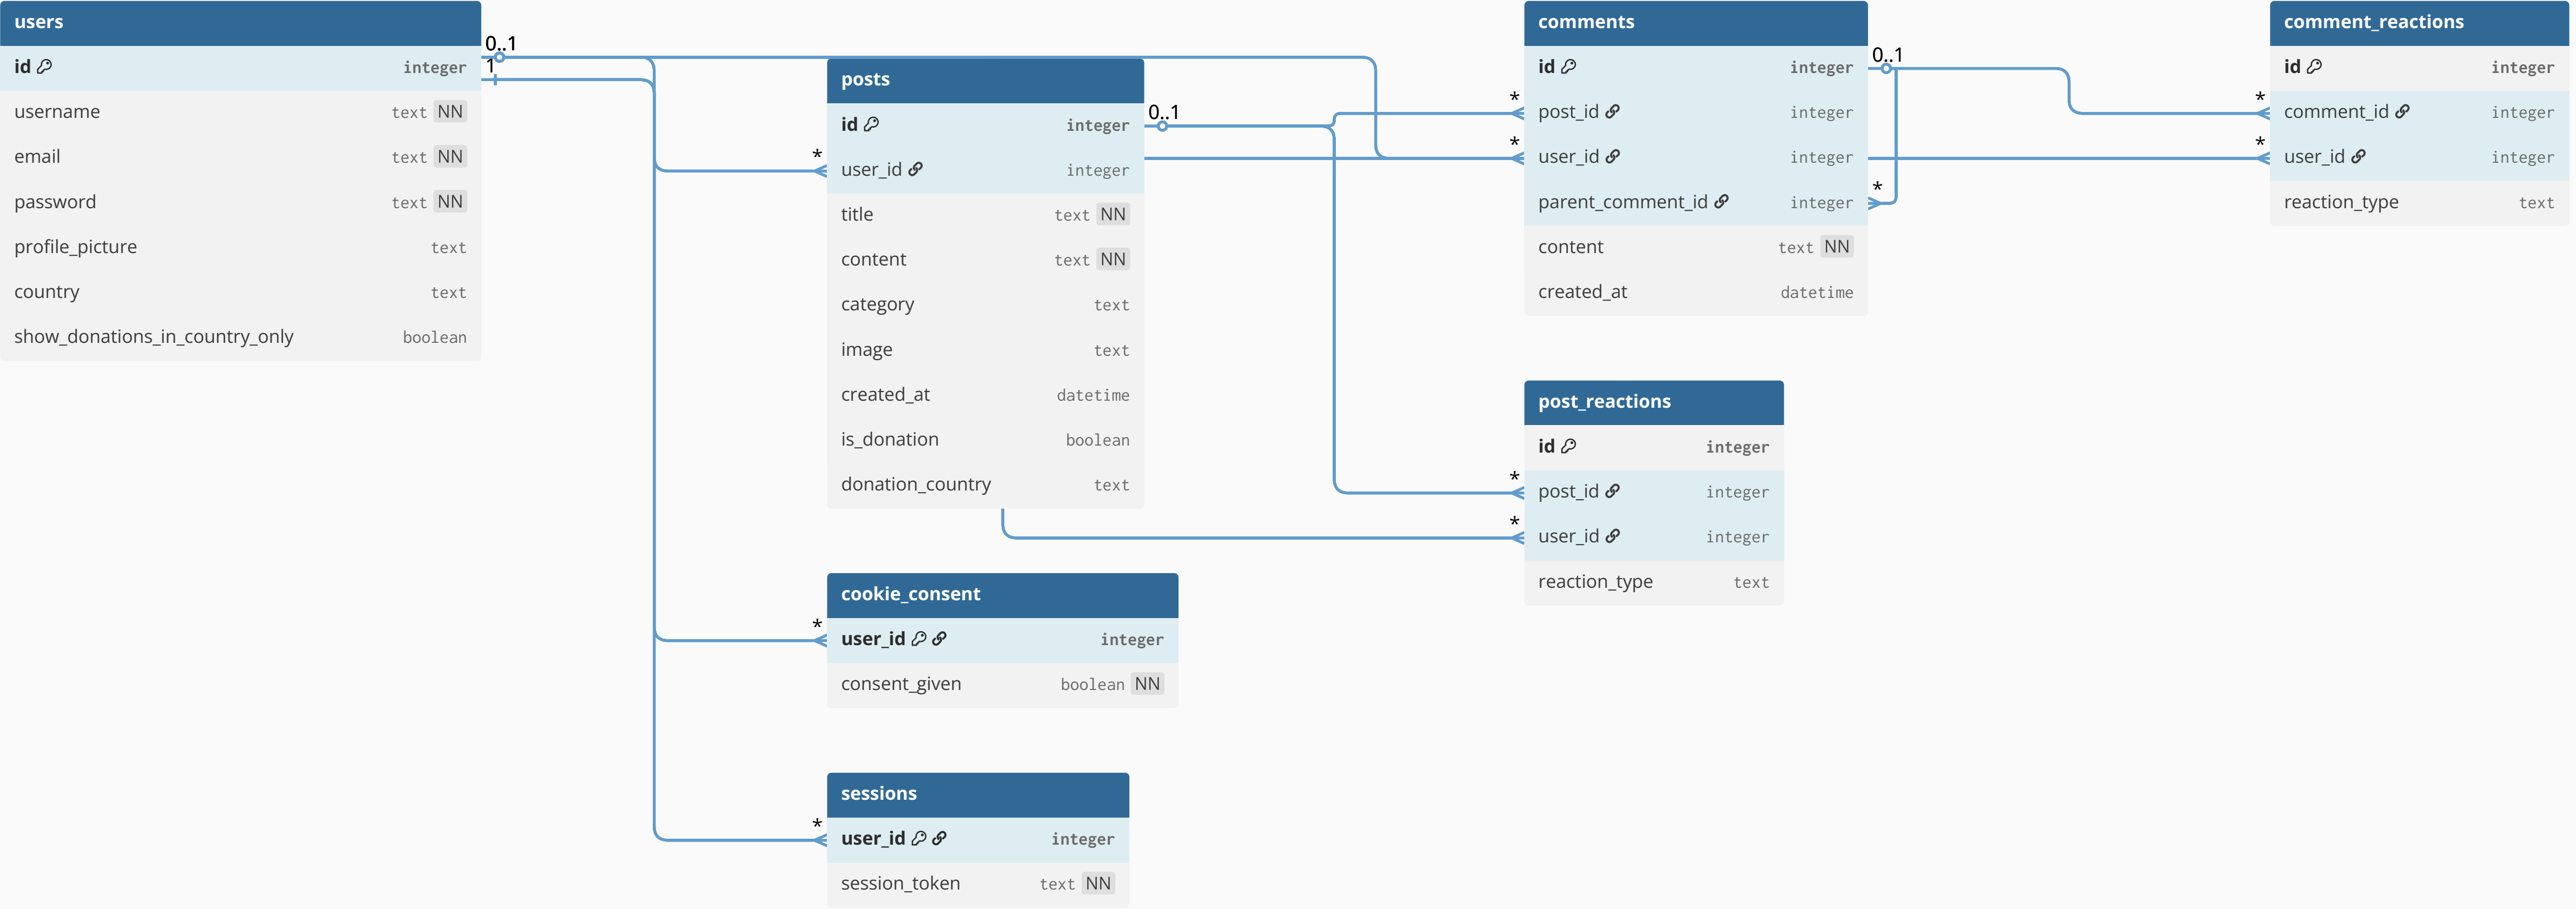 users
id integer
username text NN
email text NN
password text NN
profile_picture text
country text
show_donations_in_country_only boolean
0..1
1
posts
id integer
user_id integer
title text NN
content text NN
category text
image text
created_at datetime
is_donation boolean
donation_country text
*
0..1
cookie_consent
user_id integer
consent_given boolean NN
*
sessions
user_id integer
session_token text NN
*
comments
id integer
post_id integer
user_id integer
parent_comment_id integer
content text NN
created_at datetime
*
*
0..1
*
post_reactions
id integer
post_id integer
user_id integer
reaction_type text
*
*
comment_reactions
id integer
comment_id integer
user_id integer
reaction_type text
*
*